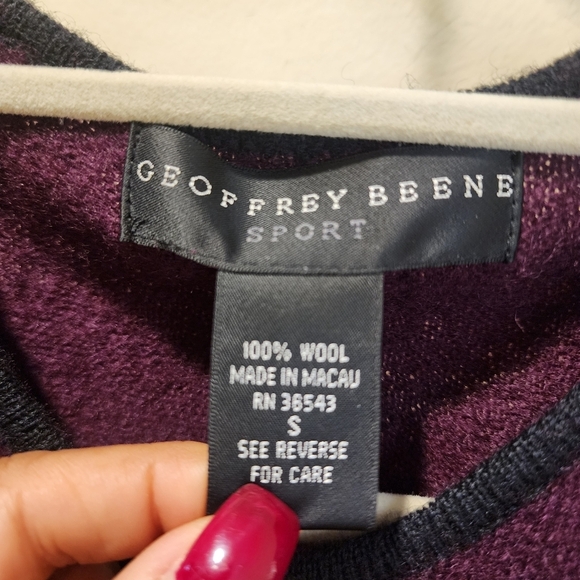 GEOFFREY BEENE
SPORT
100% WOOL
MADE IN MACAU
RN 36543
S
SEE REVERSE
FOR CARE